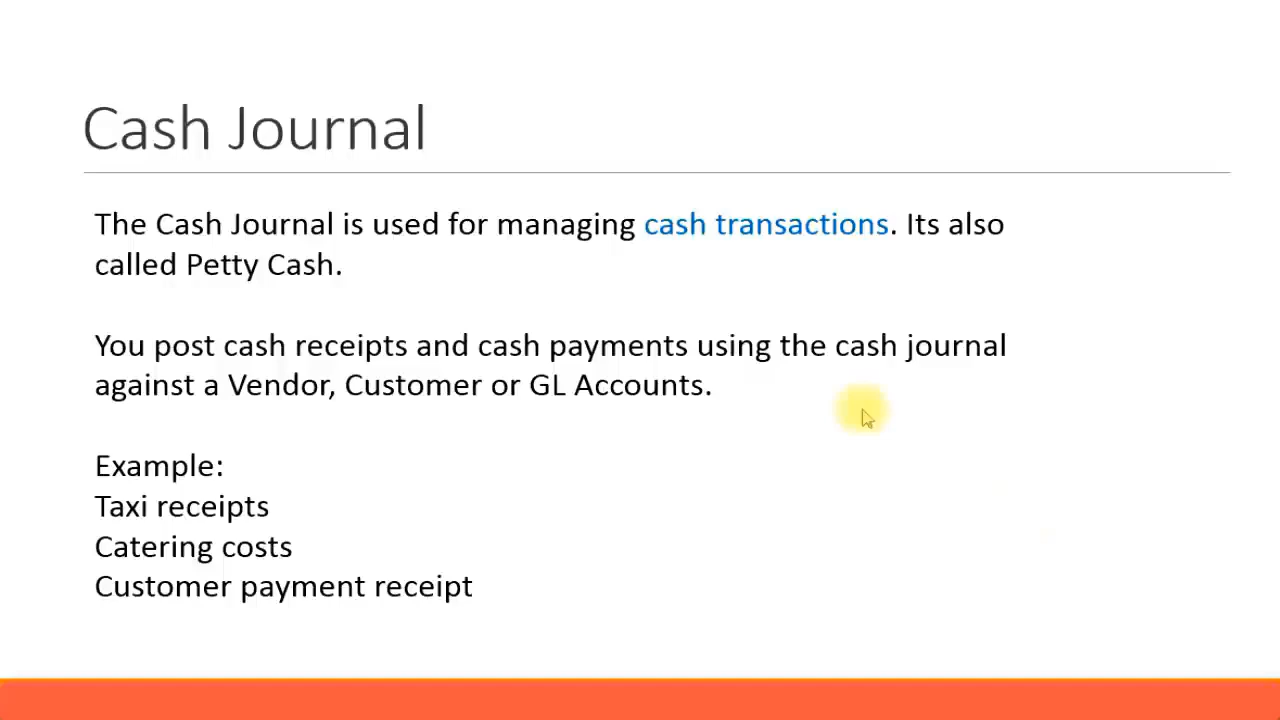 Cash Journal
The Cash Journal is used for managing cash transactions. Its also
called Petty Cash.
You post cash receipts and cash payments using the cash journal
against a Vendor, Customer or GL Accounts.
Example:
Taxi receipts
Catering costs
Customer payment receipt